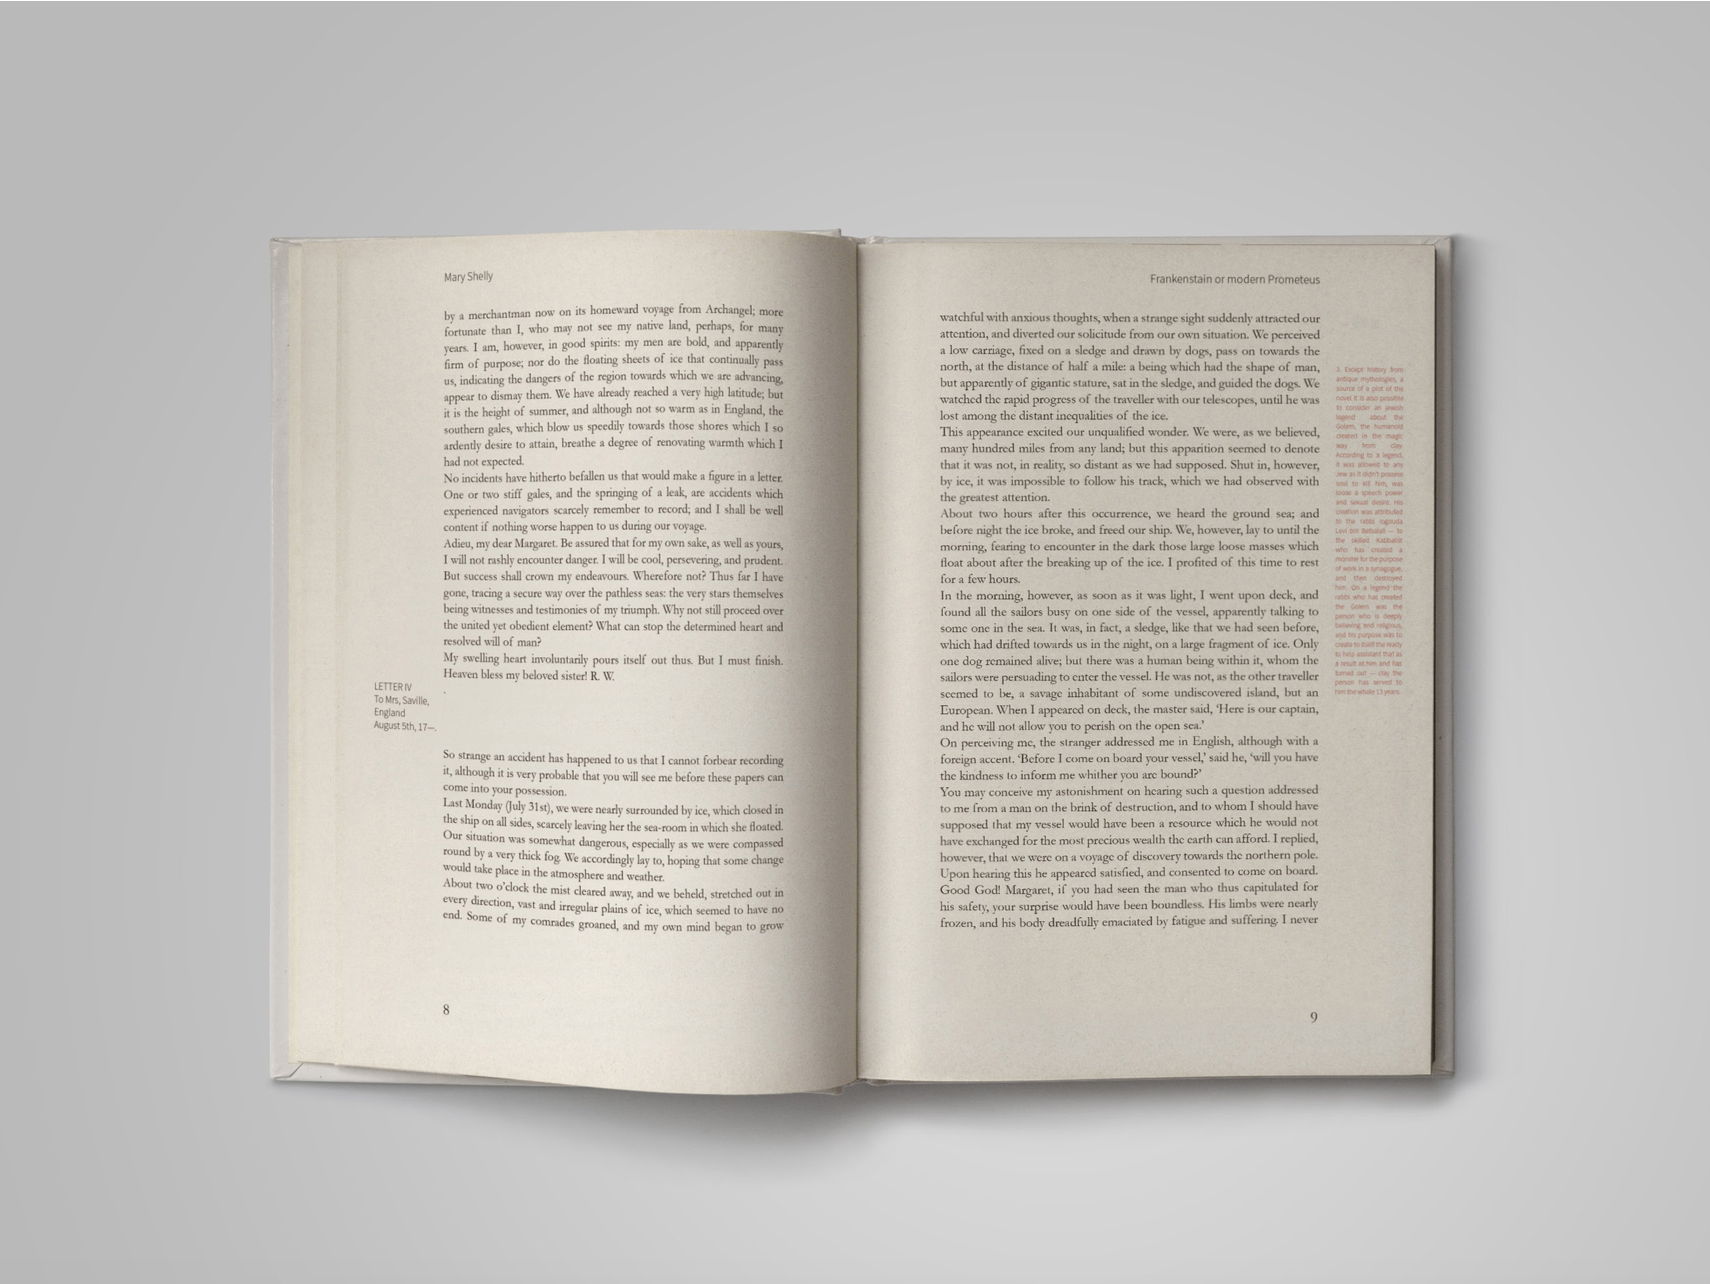 Mary Shelly
by a merchantman now on its homeward voyage from Archangel; more
fortunate than I, who may not see my native land, perhaps, for many
years. I am, however, in good spirits: my men are bold, and apparently
firm of purpose; nor do the floating sheets of ice that continually pass
us, indicating the dangers of the region towards which we are advancing,
appear to dismay them. We have already reached a very high latitude; but
it is the height of summer, and although not so warm as in England, the
southern gales, which blow us speedily towards those shores which I so
ardently desire to attain, breathe a degree of renovating warmth which I
had not expected.
No incidents have hitherto befallen us that would make a figure in a letter.
One or two stiff gales, and the springing of a leak, are accidents which
experienced navigators scarcely remember to record; and I shall be well
content if nothing worse happen to us during our voyage.
Adieu, my dear Margaret. Be assured that for my own sake, as well as yours,
I will not rashly encounter danger. I will be cool, persevering, and prudent.
But success shall crown my endeavours. Wherefore not? Thus far I have
gone, tracing a secure way over the pathless seas: the very stars themselves
being witnesses and testimonies of my triumph. Why not still proceed over
the united yet obedient element? What can stop the determined heart and
resolved will of man?
My swelling heart involuntarily pours itself out thus. But I must finish.
Heaven bless my beloved sister! R. W.
LETTER IV
To Mrs, Saville,
England
August 5th, 17—.
So strange an accident has happened to us that I cannot forbear recording
it, although it is very probable that you will see me before these papers can
come into your possession.
Last Monday (July 31st), we were nearly surrounded by ice, which closed in
the ship on all sides, scarcely leaving her the sea-room in which she floated.
Our situation was somewhat dangerous, especially as we were compassed
round by a very thick fog. We accordingly lay to, hoping that some change
would take place in the atmosphere and weather.
About two o'clock the mist cleared away, and we beheld, stretched out in
every direction, vast and irregular plains of ice, which seemed to have no
end. Some of my comrades groaned, and my own mind began to grow
8
Frankenstain or modern Prometeus
watchful with anxious thoughts, when a strange sight suddenly attracted our
attention, and diverted our solicitude from our own situation. We perceived
a low carriage, fixed on a sledge and drawn by dogs, pass on towards the
north, at the distance of half a mile: a being which had the shape of man,
but apparently of gigantic stature, sat in the sledge, and guided the dogs. We
watched the rapid progress of the traveller with our telescopes, until he was
lost among the distant inequalities of the ice.
This appearance excited our unqualified wonder. We were, as we believed,
many hundred miles from any land; but this apparition seemed to denote
that it was not, in reality, so distant as we had supposed. Shut in, however,
by ice, it was impossible to follow his track, which we had observed with
the greatest attention.
About two hours after this occurrence, we heard the ground sea; and
before night the ice broke, and freed our ship. We, however, lay to until the
morning, fearing to encounter in the dark those large loose masses which
float about after the breaking up of the ice. I profited of this time to rest
for a few hours.
In the morning, however, as soon as it was light, I went upon deck, and
found all the sailors busy on one side of the vessel, apparently talking to
some one in the sea. It was, in fact, a sledge, like that we had seen before,
which had drifted towards us in the night, on a large fragment of ice. Only
one dog remained alive; but there was a human being within it, whom the
sailors were persuading to enter the vessel. He was not, as the other traveller
seemed to be, a savage inhabitant of some undiscovered island, but an
European. When I appeared on deck, the master said, 'Here is our captain,
and he will not allow you to perish on the open sea.'
On perceiving me, the stranger addressed me in English, although with a
foreign accent. 'Before I come on board your vessel,' said he, 'will you have
the kindness to inform me whither you are bound?'
You may conceive my astonishment on hearing such a question addressed
to me from a man on the brink of destruction, and to whom I should have
supposed that my vessel would have been a resource which he would not
have exchanged for the most precious wealth the earth can afford. I replied,
however, that we were on a voyage of discovery towards the northern pole.
Upon hearing this he appeared satisfied, and consented to come on board.
Good God! Margaret, if you had seen the man who thus capitulated for
his safety, your surprise would have been boundless. His limbs were nearly
frozen, and his body dreadfully emaciated by fatigue and suffering. I never
Except history from
antique mythologies, a
source of a plot of the
novel it is also possible
to consider an jewish
legend about the
Golem, the humanoid
created in the magic
way from clay.
According to a legend,
it was allowed to any
Jew as it didn't possess
soul to kill him, was
a speech power
and sexual desire. His
creation was attributed
to the rabbi
Levi ben — to
the skilled Kabbalist
who has created a
for the purpose
of work in a synagogue,
and then destroyed
him. On a legend the
rabbi who has created
the Golem was the
person who is deeply
believing and religious,
and his purpose was to
create to itself the ready
to help assistant that as
a result at him and has
turned out — clay the
person has served to
him the whole 13 years.
9